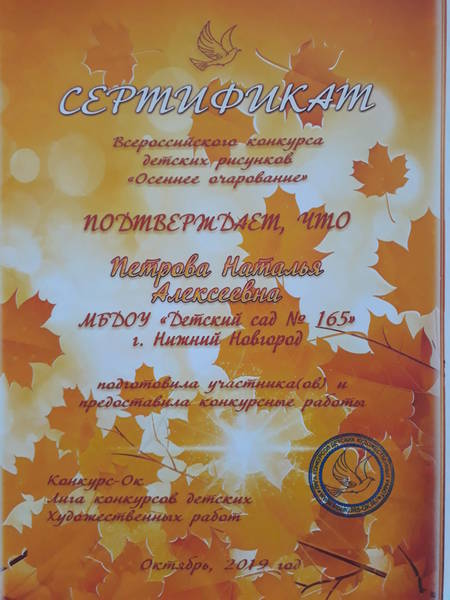 СЕРТИФИКАТ
Всероссийского конкурса
детских рисунков
«Осеннее очарование»
ПОДТВЕРЖДАЕТ, ЧТО
Петрова Наталья
Алексеевна
МБДОУ «Детский сад № 165»
г. Нижний Новгород
подготовила участника(ов) и
предоставила конкурсные работы
Конкурс-Ок
Лига конкурсов детских
Художественных работ
Октябрь, 2019 год